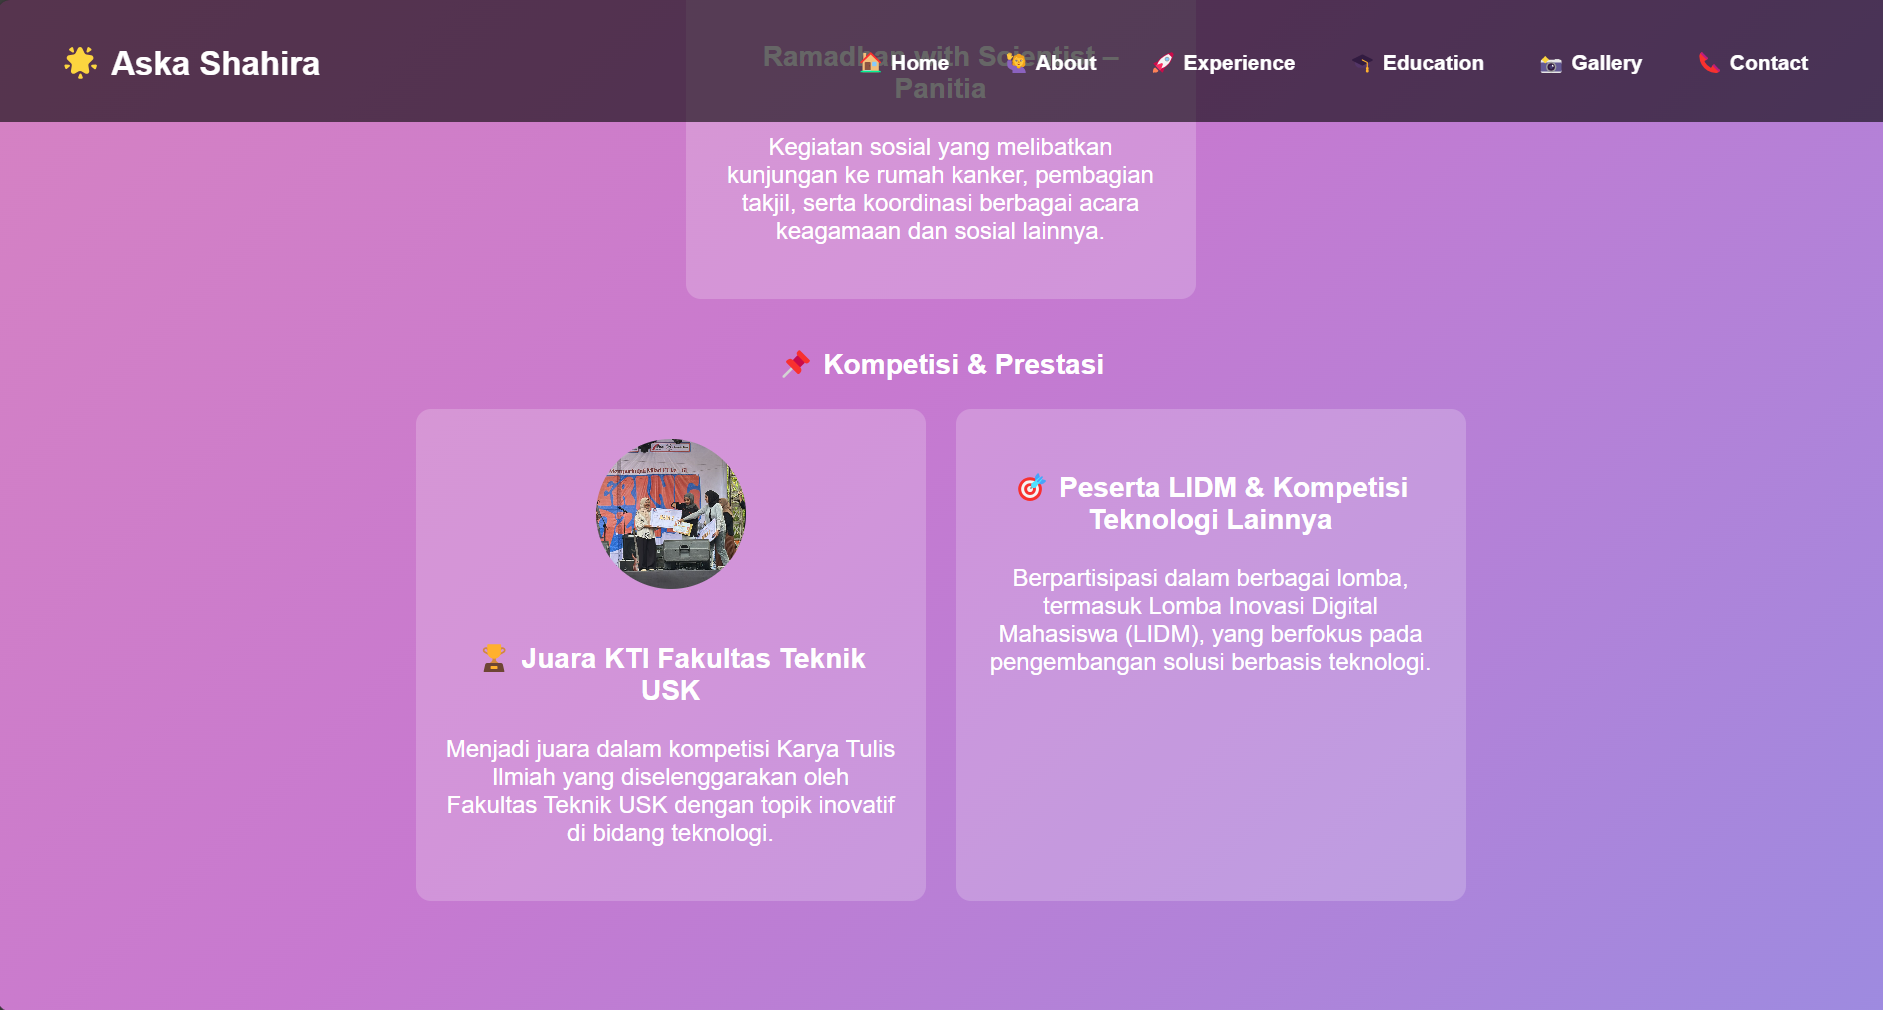 🌟 Aska Shahira
🏠 Home
🙋 About
🚀 Experience
🎓 Education
📸 Gallery
📞 Contact
Ramadhan with Scientist –
Panitia
Kegiatan sosial yang melibatkan
kunjungan ke rumah kanker, pembagian
takjil, serta koordinasi berbagai acara
keagamaan dan sosial lainnya.
📌 Kompetisi & Prestasi
🏆 Juara KTI Fakultas Teknik
USK
Menjadi juara dalam kompetisi Karya Tulis
Ilmiah yang diselenggarakan oleh
Fakultas Teknik USK dengan topik inovatif
di bidang teknologi.
🎯 Peserta LIDM & Kompetisi
Teknologi Lainnya
Berpartisipasi dalam berbagai lomba,
termasuk Lomba Inovasi Digital
Mahasiswa (LIDM), yang berfokus pada
pengembangan solusi berbasis teknologi.